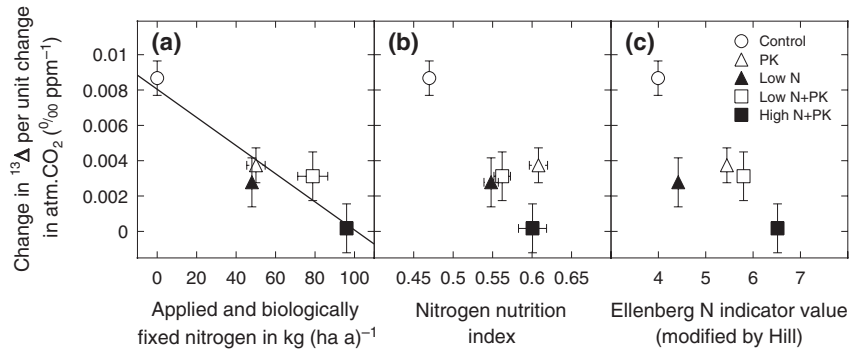 Change in ¹³Δ per unit change
in atm.CO₂ (⁰/₀₀ ppm⁻¹)
0.01
0.008
0.006
0.004
0.002
0
(a)
0 20 40 60 80 100
Applied and biologically
fixed nitrogen in kg (ha a)⁻¹
(b)
0.45 0.5 0.55 0.6 0.65
Nitrogen nutrition
index
(c)
Control
PK
Low N
Low N+PK
High N+PK
4 5 6 7
Ellenberg N indicator value
(modified by Hill)